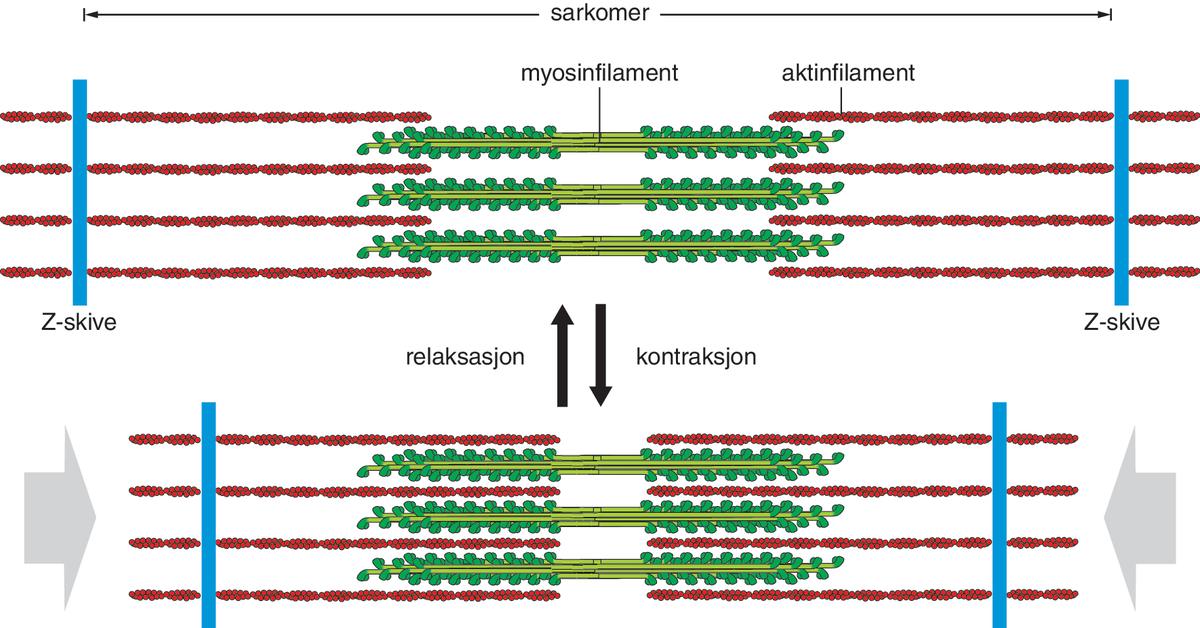 sarkomer
myosinfilament
aktinfilament
Z-skive
Z-skive
relaksasjon
kontraksjon